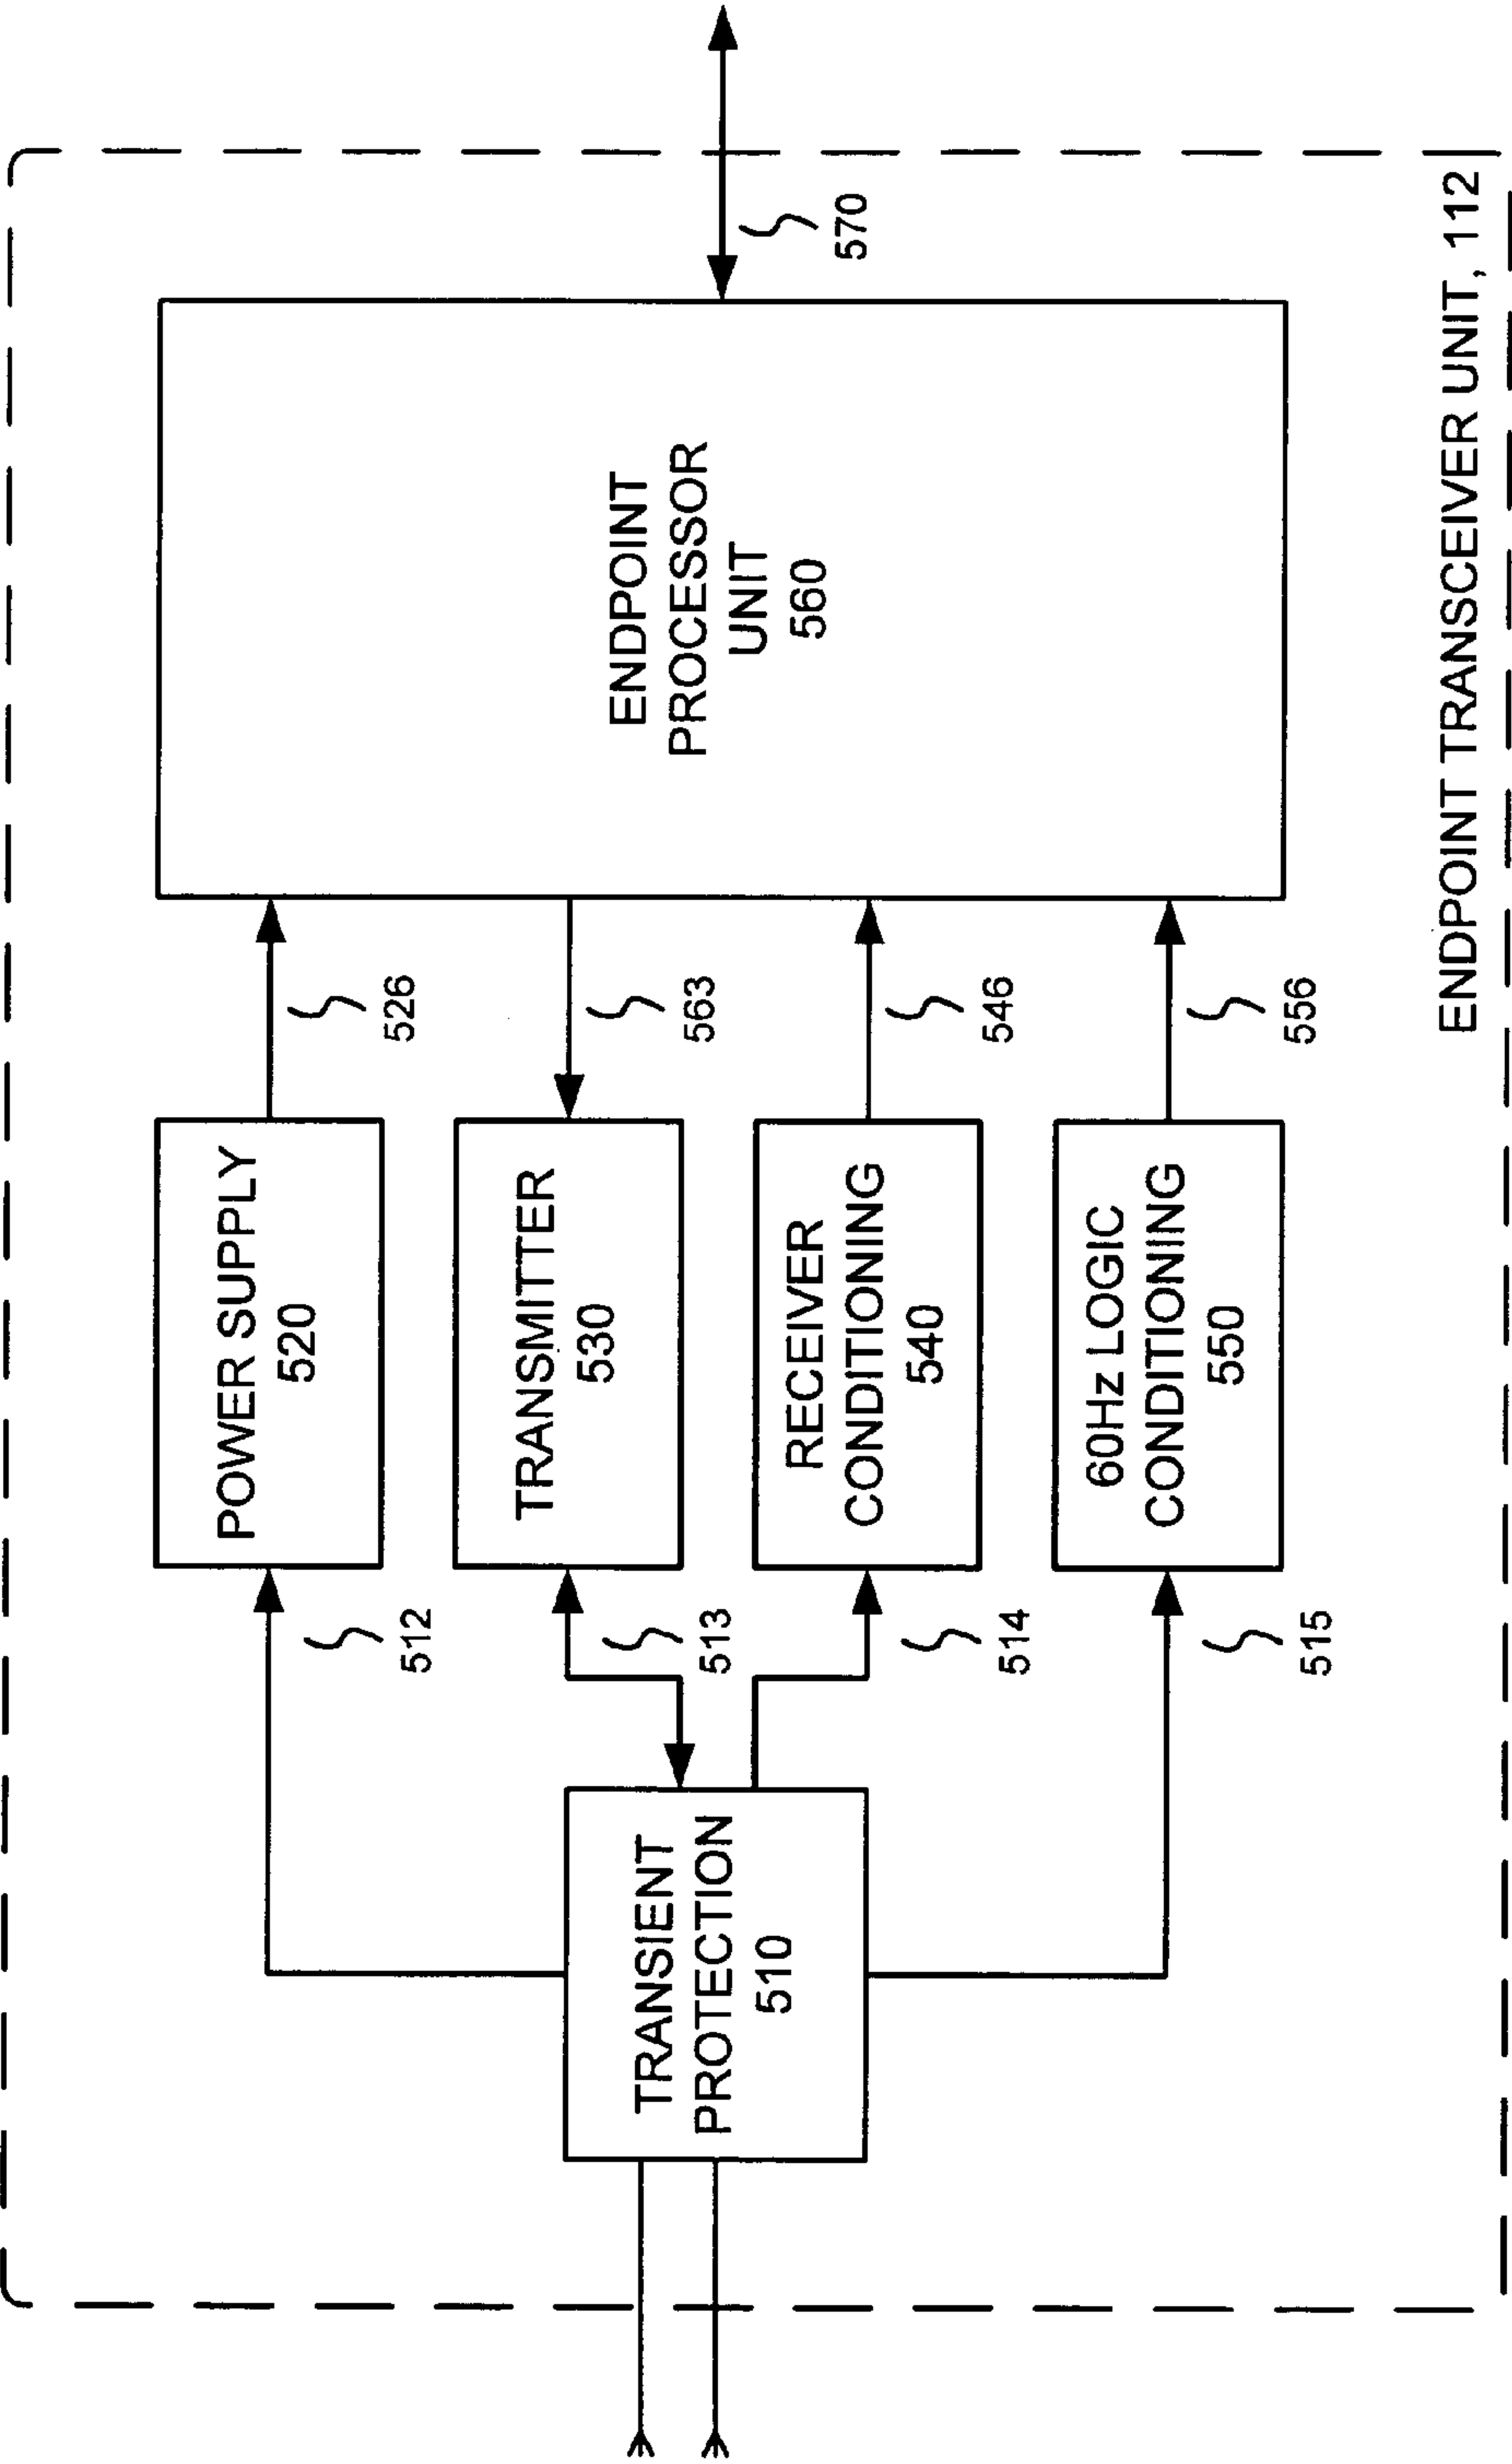 POWER SUPPLY
520
512
526
TRANSMITTER
530
513
563
TRANSIENT
PROTECTION
510
ENDPOINT
PROCESSOR
UNIT
560
570
RECEIVER
CONDITIONING
540
514
546
60Hz LOGIC
CONDITIONING
550
515
556
ENDPOINT TRANSCEIVER UNIT, 112